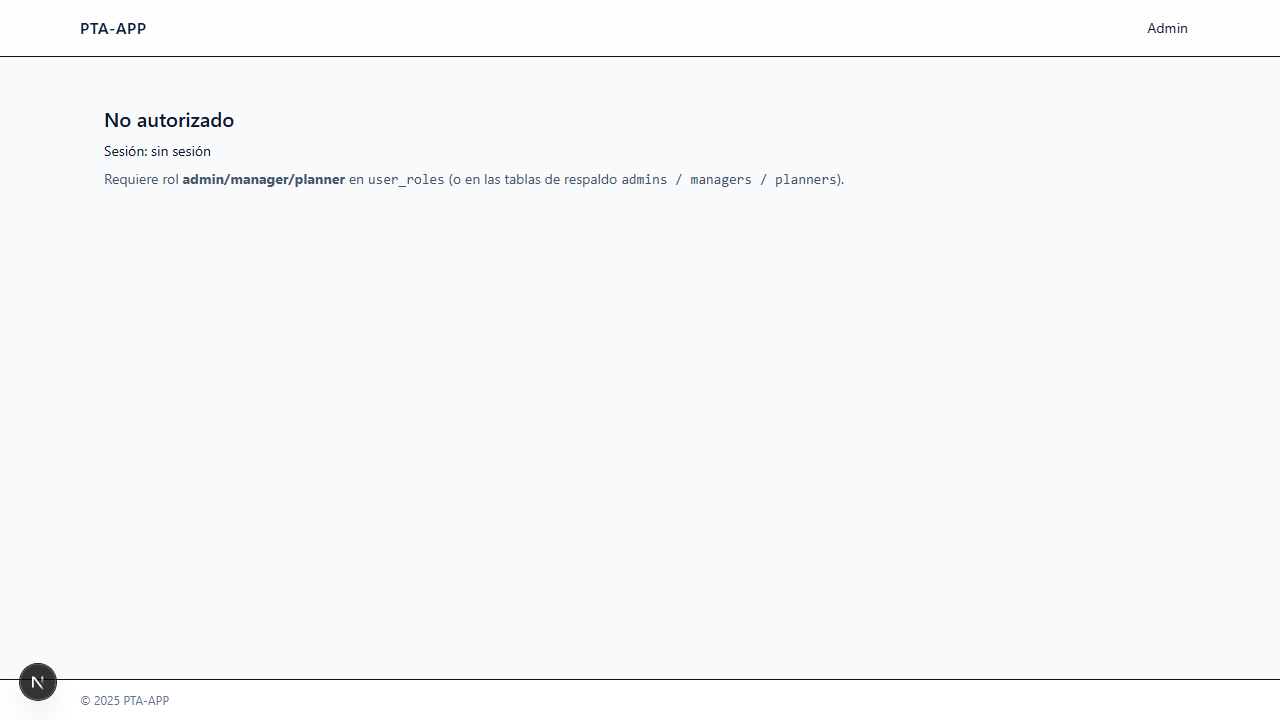 PTA-APP
Admin
No autorizado
Sesión: sin sesión
Requiere rol admin/manager/planner en user_roles (o en las tablas de respaldo admins / managers / planners).
N
© 2025 PTA-APP